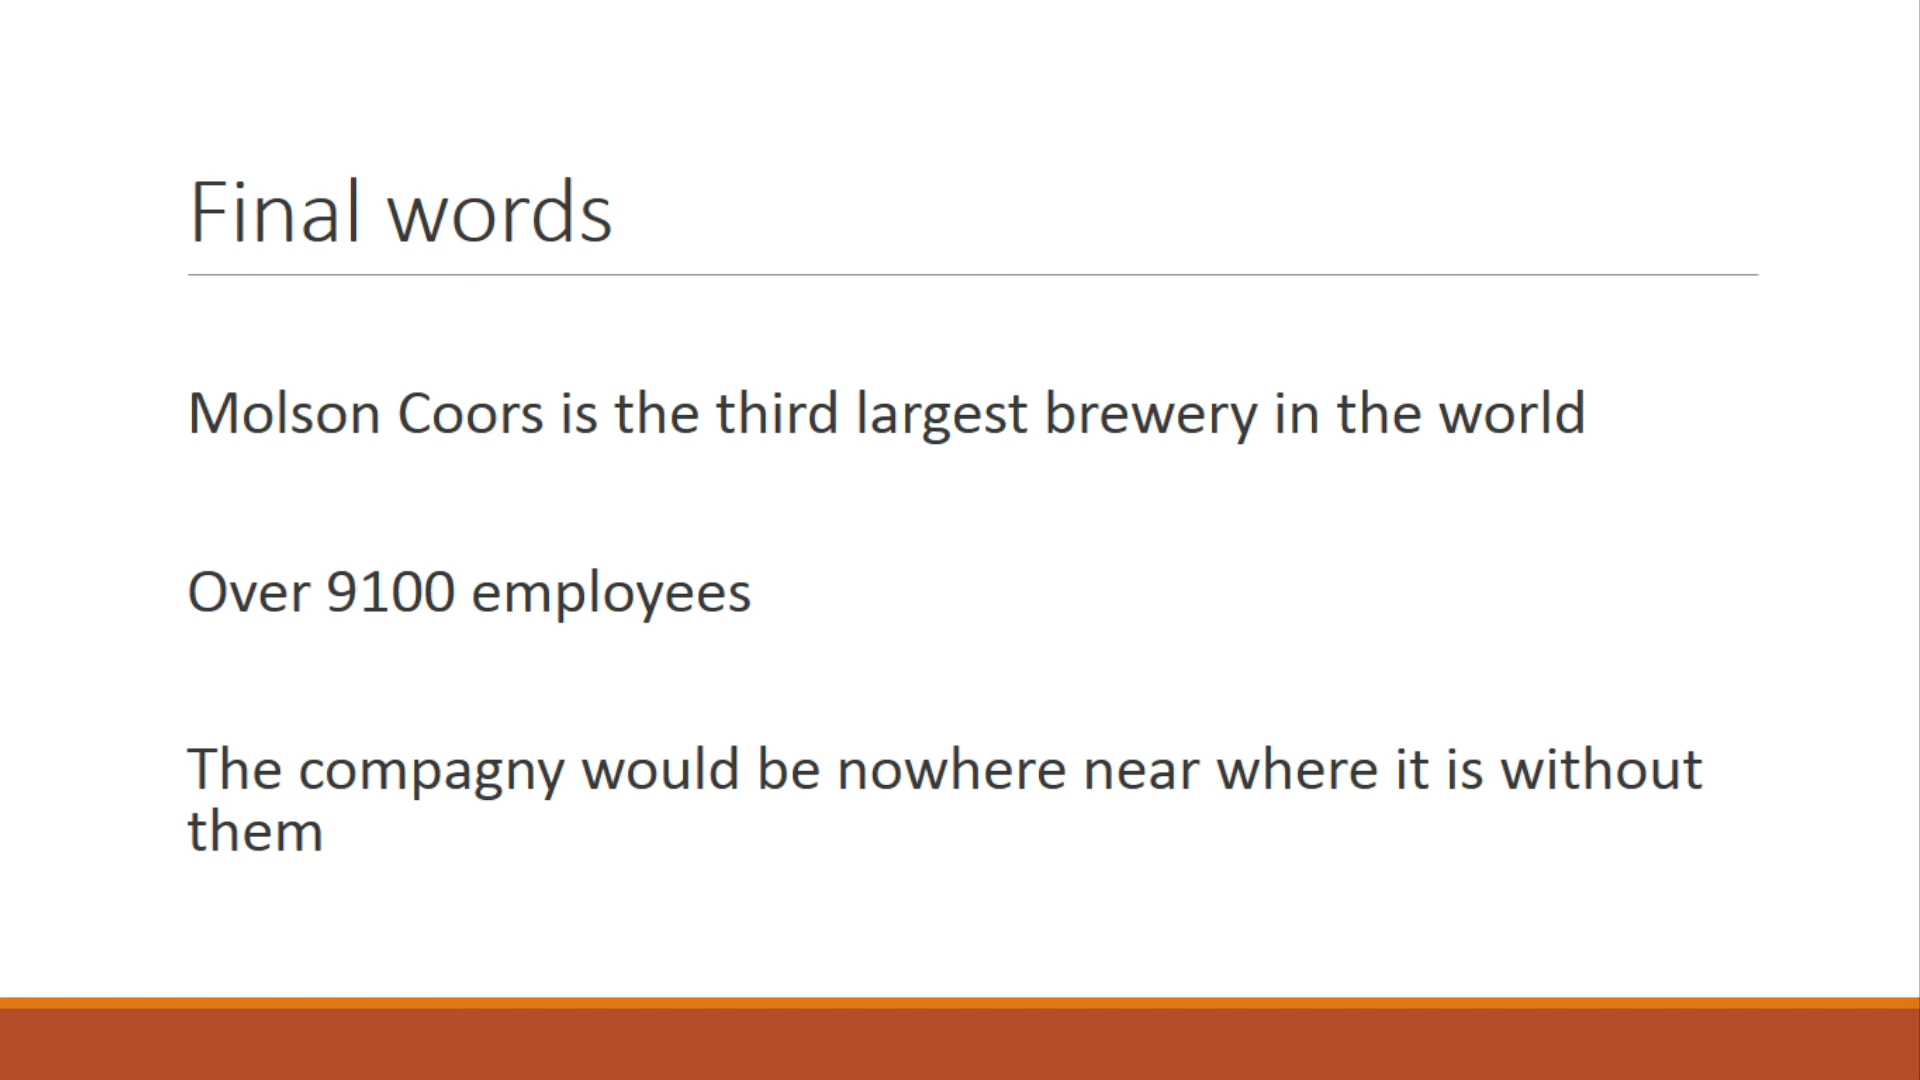 Final words
Molson Coors is the third largest brewery in the world
Over 9100 employees
The compagny would be nowhere near where it is without
them